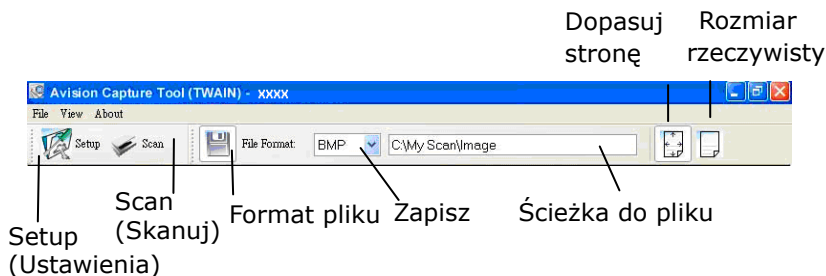 Dopasuj
stronę
Rozmiar
rzeczywisty
Avision Capture Tool (TWAIN) - xxxx
File View About
Setup Scan File Format: BMP C:\My Scan\Image
Setup
(Ustawienia)
Scan
(Skanuj)
Format pliku
Zapisz
Ścieżka do pliku